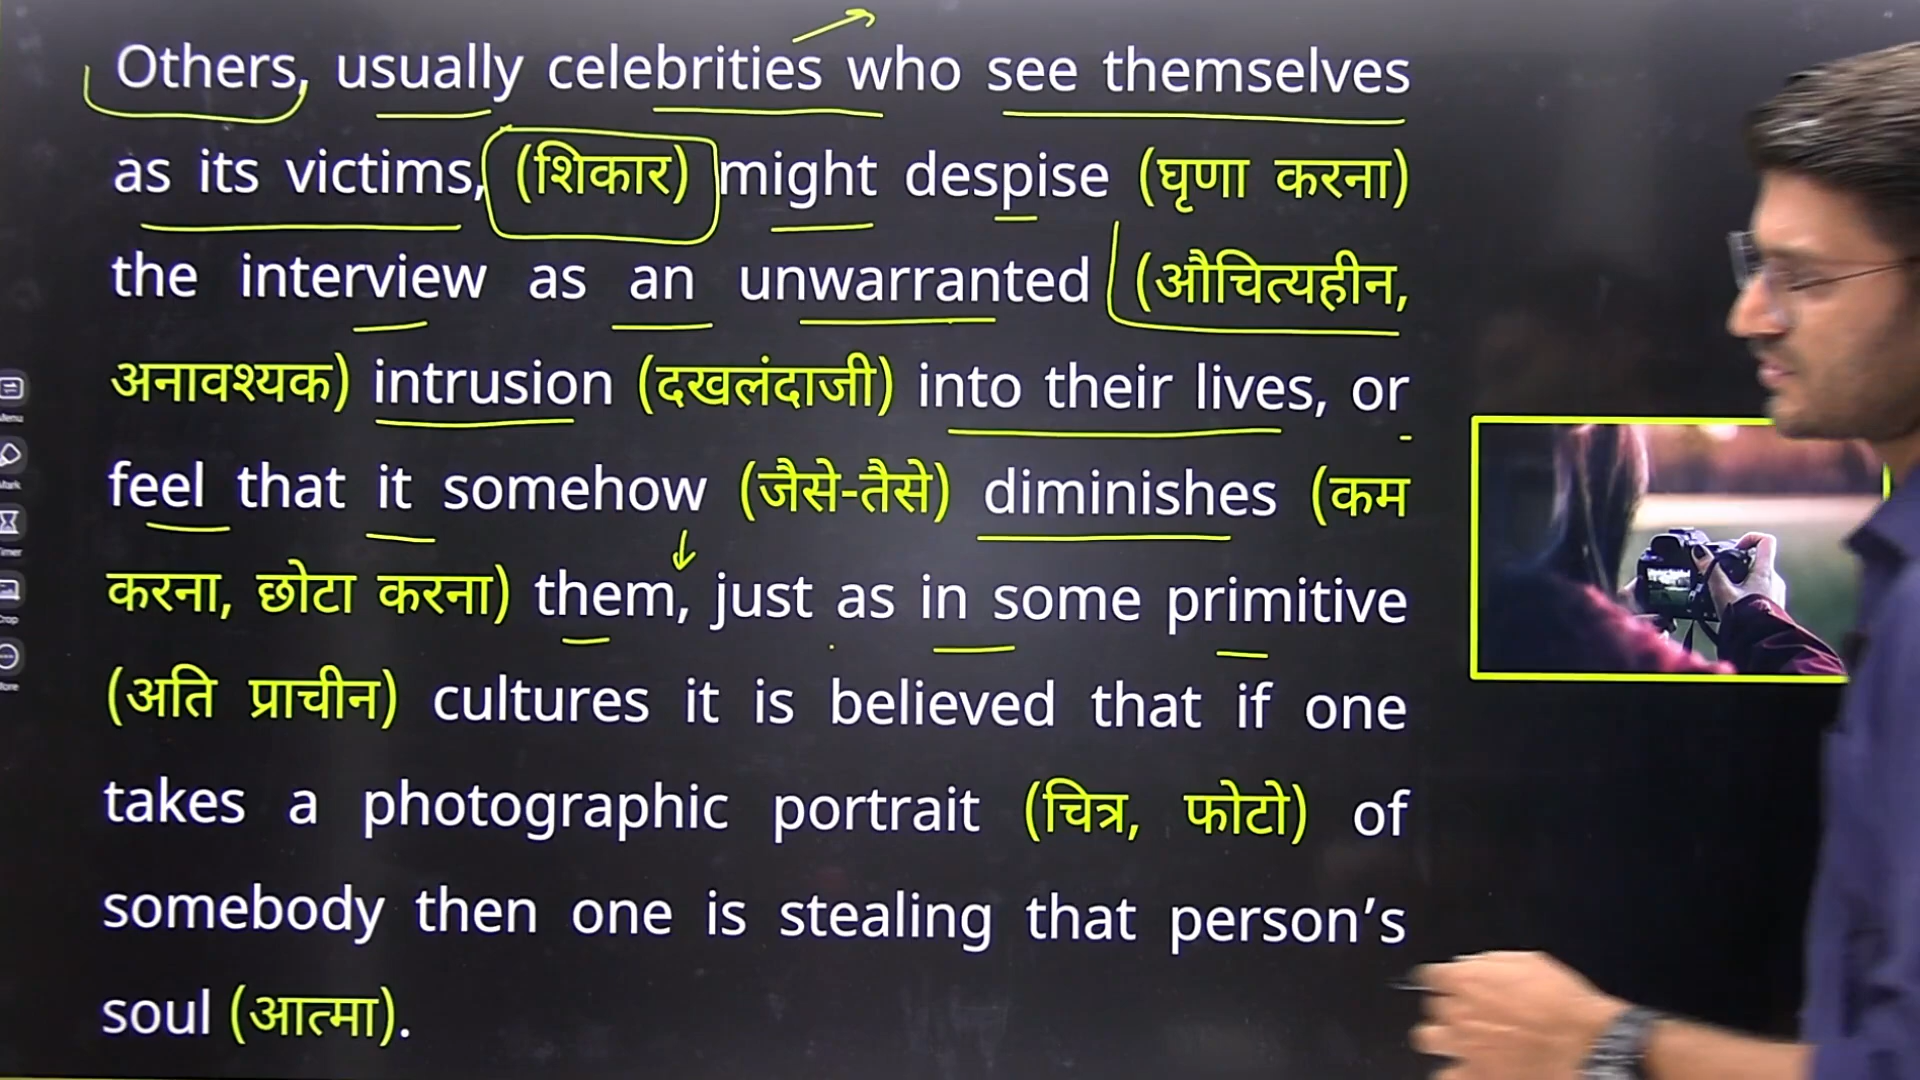 Others, usually celebrities who see themselves
as its victims, (शिकार) might despise (घृणा करना)
the interview as an unwarranted (औचित्यहीन,
अनावश्यक) intrusion (दखलंदाजी) into their lives, or
feel that it somehow (जैसे-तैसे) diminishes (कम
करना, छोटा करना) them, just as in some primitive
(अति प्राचीन) cultures it is believed that if one
takes a photographic portrait (चित्र, फोटो) of
somebody then one is stealing that person's
soul (आत्मा).